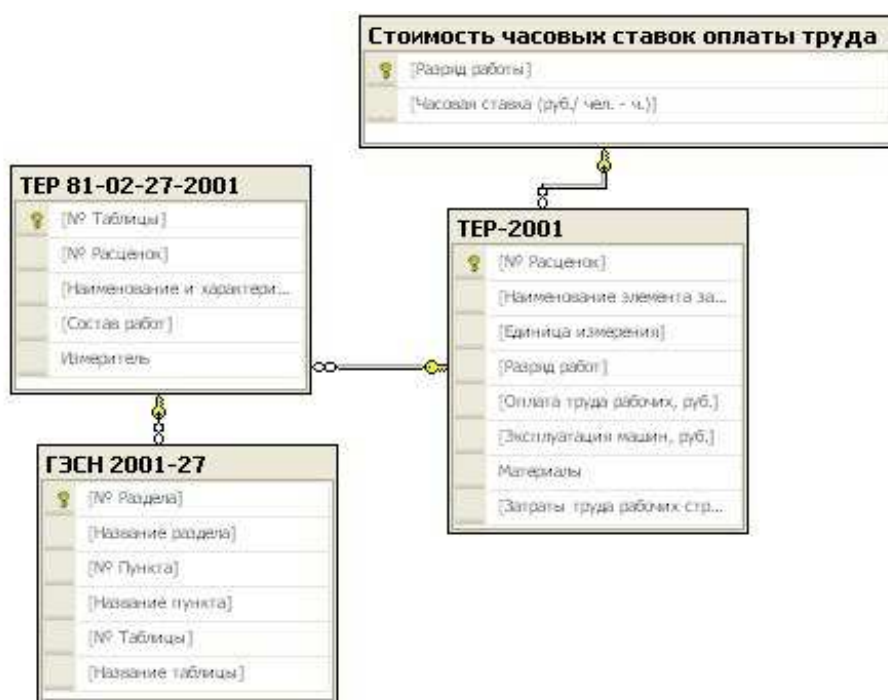 Стоимость часовых ставок оплаты труда
[Разряд работы]
[Часовая ставка (руб./ чел. - ч.)]
ТЕР 81-02-27-2001
[№ Таблицы]
[№ Расценок]
[Наименование и характери...
[Состав работ]
Измеритель
ТЕР-2001
[№ Расценок]
[Наименование элемента за...
[Единица измерения]
[Разряд работ]
[Оплата труда рабочих, руб.]
[Эксплуатация машин, руб.]
Материалы
[Затраты труда рабочих стр...
ГЭСН 2001-27
[№ Раздела]
[Название раздела]
[№ Пункта]
[Название пункта]
[№ Таблицы]
[Название таблицы]